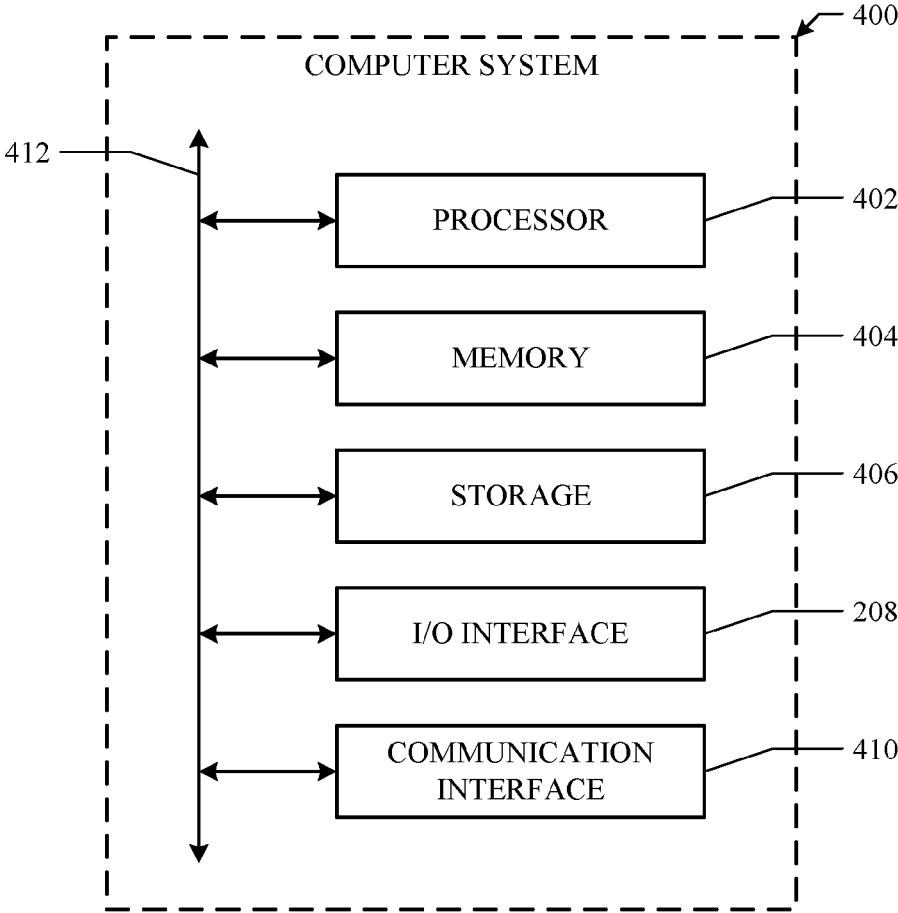 400
COMPUTER SYSTEM
412
PROCESSOR
402
MEMORY
404
STORAGE
406
I/O INTERFACE
208
COMMUNICATION
INTERFACE
410